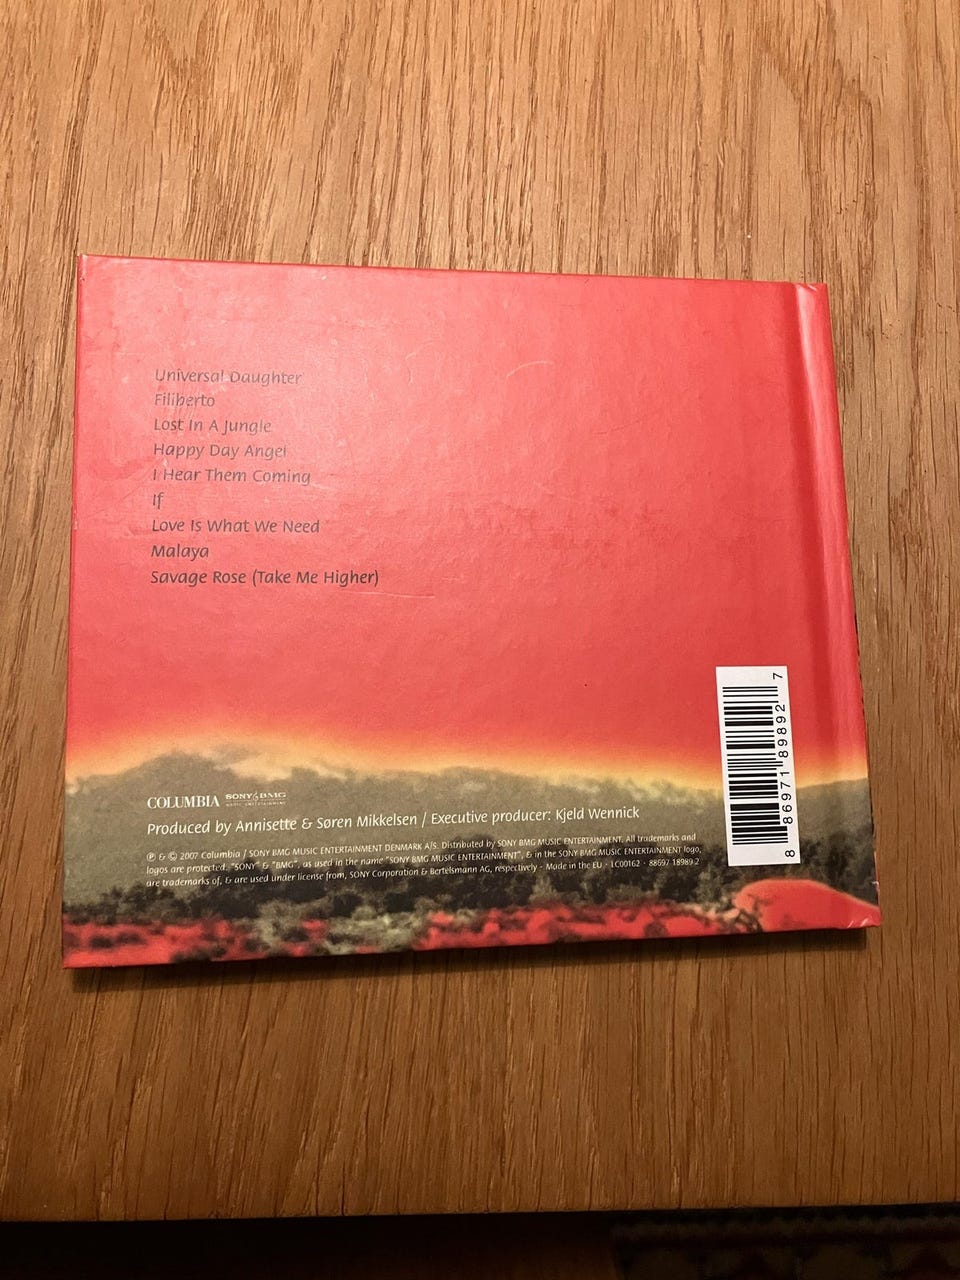 Universal Daughter
Filiberto
Lost In A Jungle
Happy Day Angel
I Hear Them Coming
If
Love Is What We Need
Malaya
Savage Rose (Take Me Higher)
COLUMBIA SONY BMG
MUSIC ENTERTAINMENT
Produced by Annisette & Søren Mikkelsen / Executive producer: Kjeld Wennick
℗ & © 2007 Columbia / SONY BMG MUSIC ENTERTAINMENT DENMARK A/S. Distributed by SONY BMG MUSIC ENTERTAINMENT. All trademarks and
logos are protected. "SONY" & "BMG", as used in the name "SONY BMG MUSIC ENTERTAINMENT", & in the SONY BMG MUSIC ENTERTAINMENT logo,
are trademarks of, & are used under license from, SONY Corporation & Bertelsmann AG, respectively - Made in the EU - LC00162 - 88697 18989 2
8 86971 89892 7